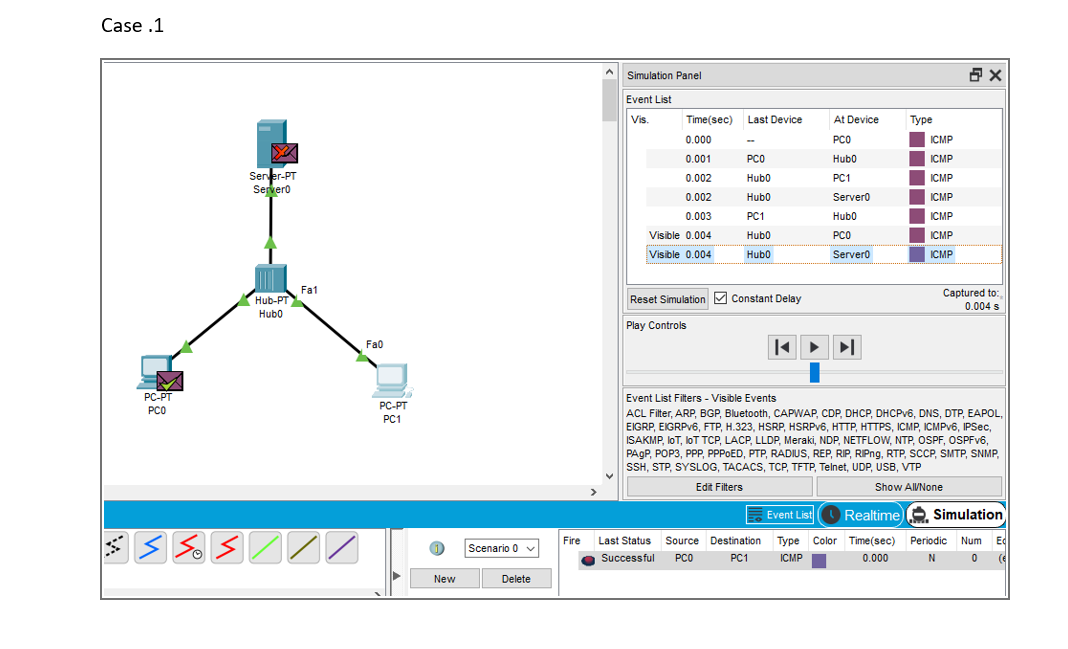 Case .1
Simulation Panel
Event List
Vis. Time(sec) Last Device At Device Type
0.000 -- PC0 ICMP
0.001 PC0 Hub0 ICMP
0.002 Hub0 PC1 ICMP
0.002 Hub0 Server0 ICMP
0.003 PC1 Hub0 ICMP
Visible 0.004 Hub0 PC0 ICMP
Visible 0.004 Hub0 Server0 ICMP
Reset Simulation Constant Delay
Captured to:
0.004 s
Play Controls
Event List Filters - Visible Events
ACL Filter, ARP, BGP, Bluetooth, CAPWAP, CDP, DHCP, DHCPv6, DNS, DTP, EAPOL,
EIGRP, EIGRPv6, FTP, H.323, HSRP, HSRPv6, HTTP, HTTPS, ICMP, ICMPv6, IPSec,
ISAKMP, IoT, IoT TCP, LACP, LLDP, Meraki, NDP, NETFLOW, NTP, OSPF, OSPFv6,
PAgP, POP3, PPP, PPPoED, PTP, RADIUS, REP, RIP, RIPng, RTP, SCCP, SMTP, SNMP,
SSH, STP, SYSLOG, TACACS, TCP, TFTP, Telnet, UDP, USB, VTP
Edit Filters Show All/None
Server-PT
Server0
Hub-PT
Hub0
Fa1
Fa0
PC-PT
PC0
PC-PT
PC1
Event List Realtime Simulation
1 Scenario 0
New Delete
Fire Last Status Source Destination Type Color Time(sec) Periodic Num
Successful PC0 PC1 ICMP 0.000 N 0